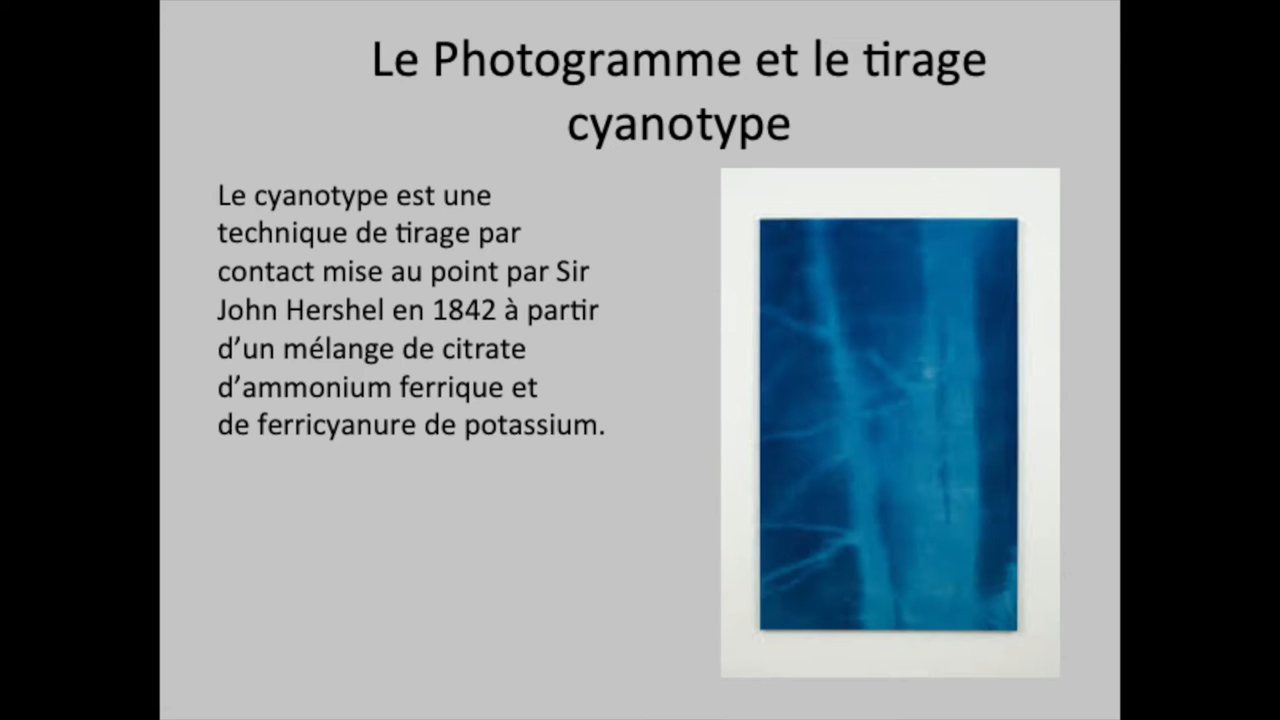 Le Photogramme et le tirage
cyanotype
Le cyanotype est une
technique de tirage par
contact mise au point par Sir
John Hershel en 1842 à partir
d’un mélange de citrate
d’ammonium ferrique et
de ferricyanure de potassium.